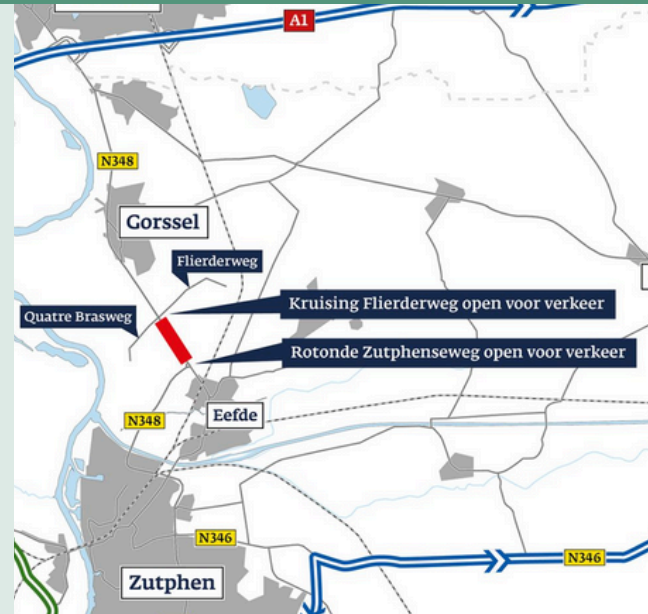 A1
N348
Gorssel
Flierderweg
Kruising Flierderweg open voor verkeer
Quatre Brasweg
Rotonde Zutphenseweg open voor verkeer
N348
Eefde
N346
N346
Zutphen